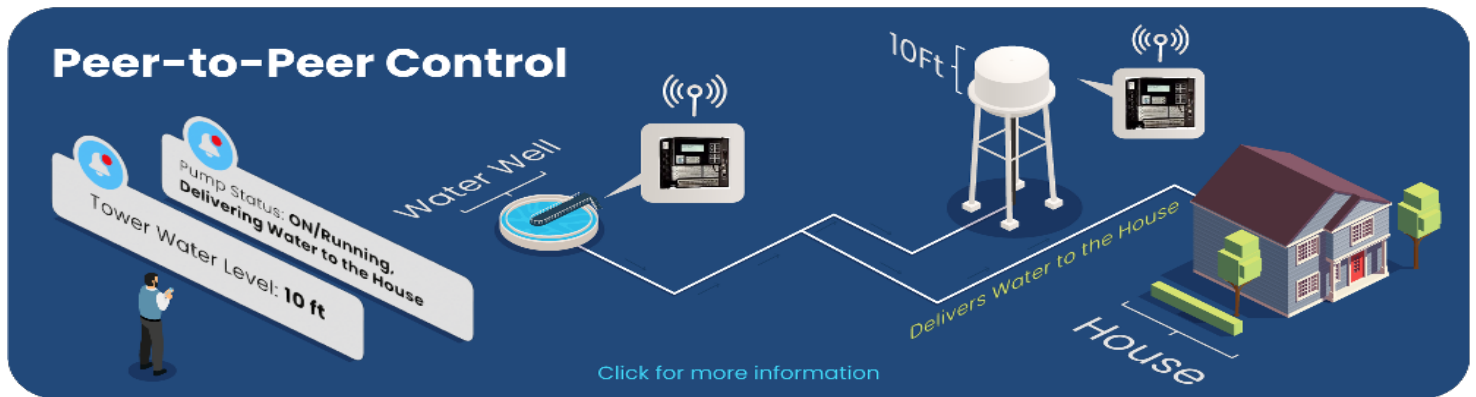 Peer-to-Peer Control
Pump Status: ON/Running,
Delivering Water to the House
Tower Water Level: 10 ft
Water Well
10Ft
Delivers Water to the House
House
Click for more information